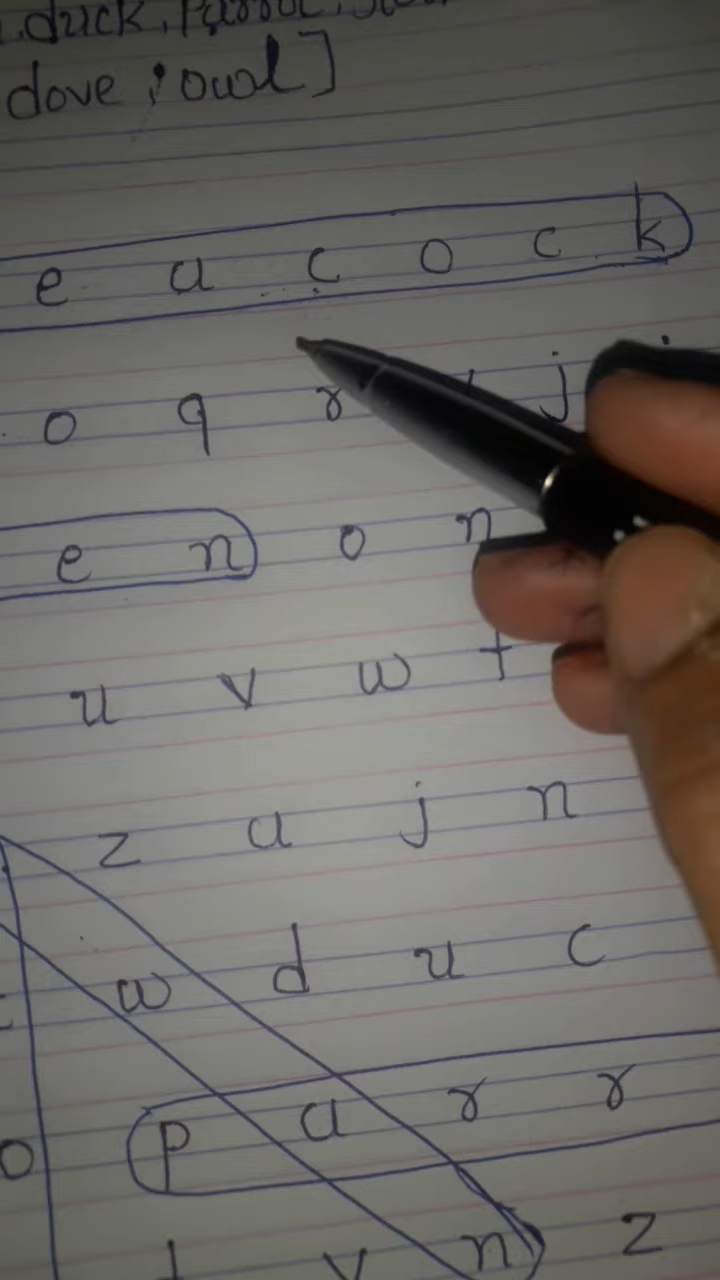 duck, Parrot,
dove, owl]
e a c o c k
o q r j
e n o n
u v w t
z a j n
w d u c
o p a r r
v n z